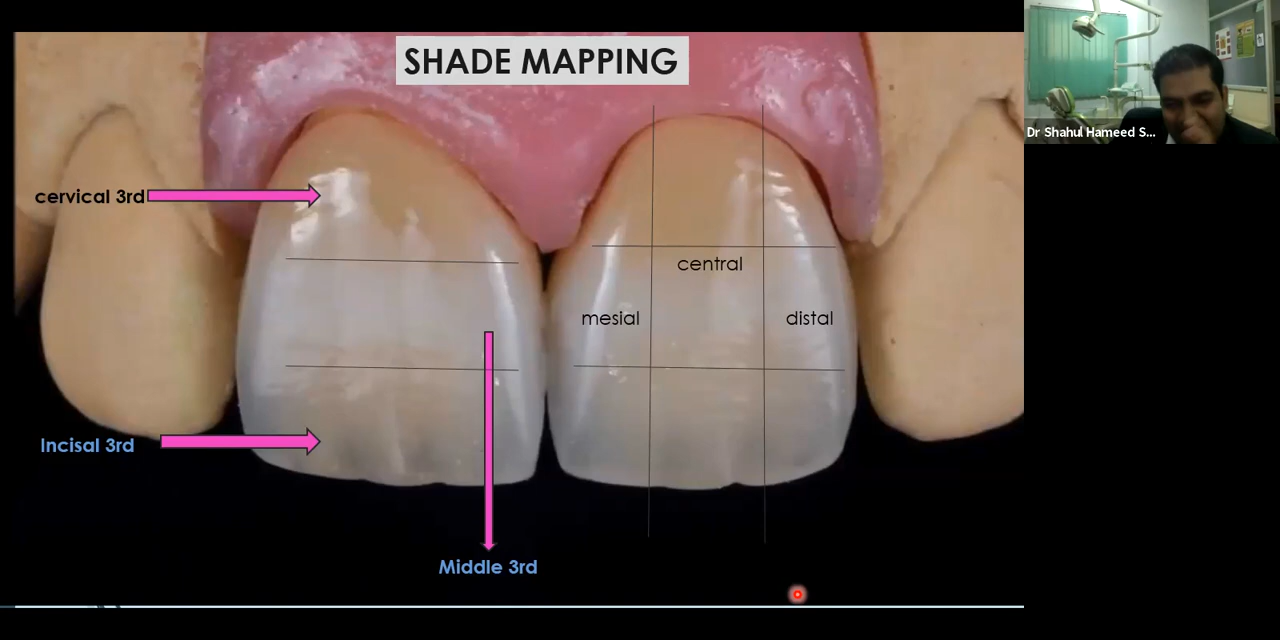 SHADE MAPPING
Dr Shahul Hameed S...
cervical 3rd
central
mesial
distal
Incisal 3rd
Middle 3rd